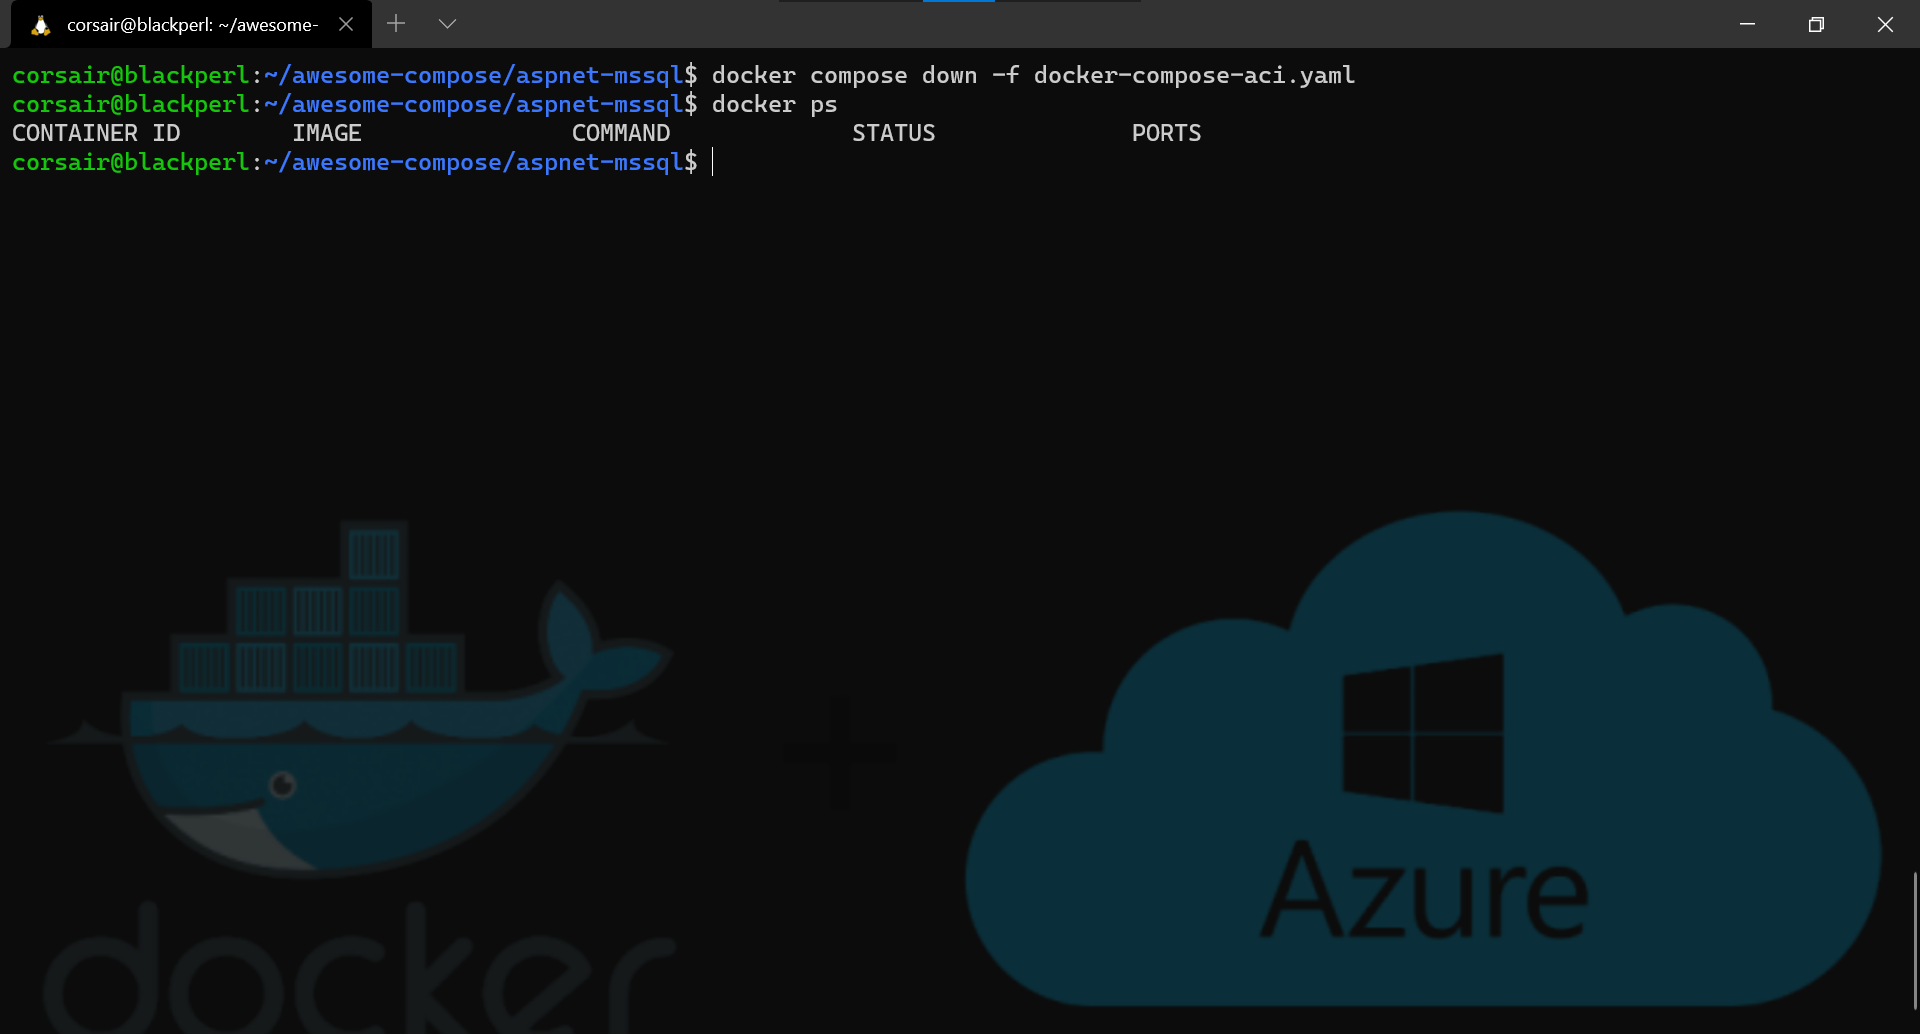 corsair@blackperl: ~/awesome-
corsair@blackperl:~/awesome-compose/aspnet-mssql$ docker compose down -f docker-compose-aci.yaml
corsair@blackperl:~/awesome-compose/aspnet-mssql$ docker ps
CONTAINER ID        IMAGE               COMMAND             STATUS              PORTS
corsair@blackperl:~/awesome-compose/aspnet-mssql$
Azure
docker